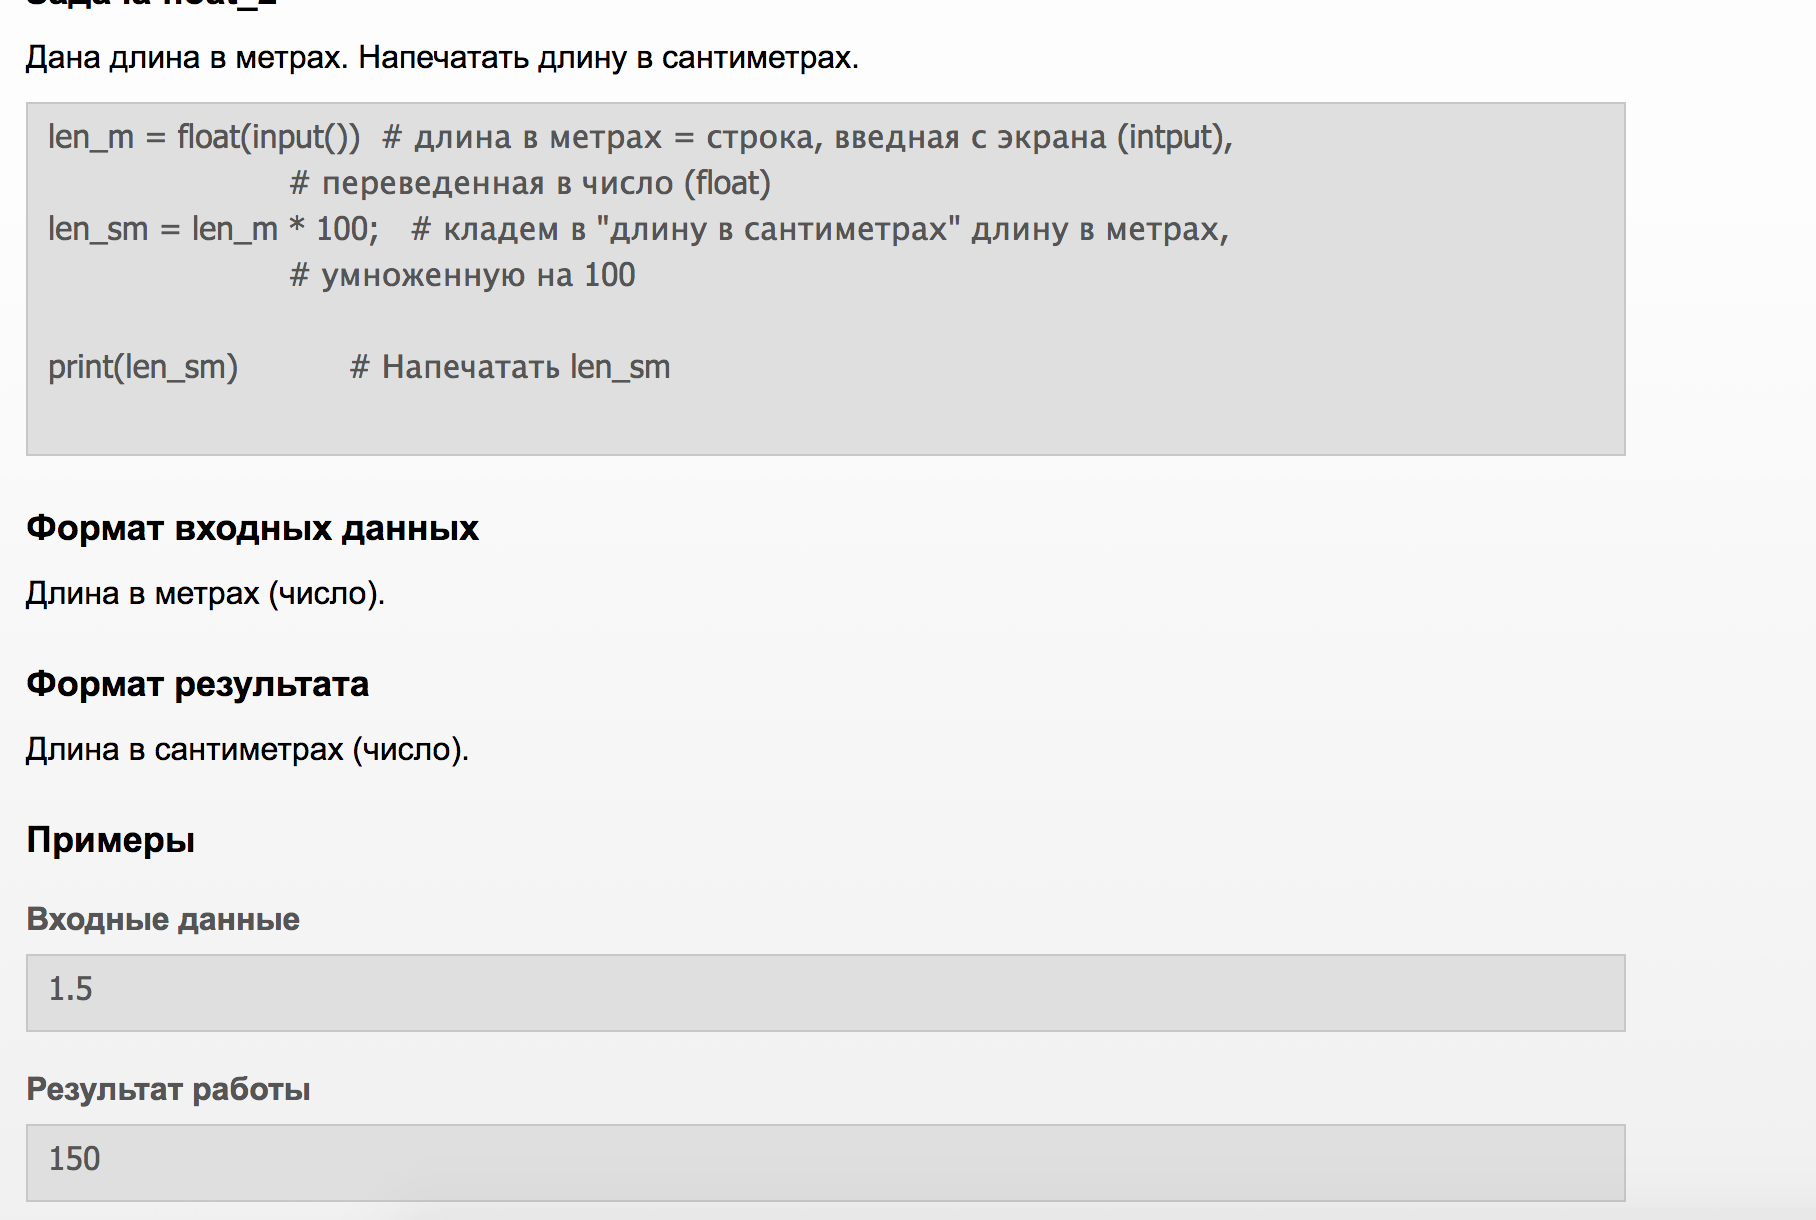 Задача float_2
Дана длина в метрах. Напечатать длину в сантиметрах.
len_m = float(input()) # длина в метрах = строка, введная с экрана (intput),
# переведенная в число (float)
len_sm = len_m * 100; # кладем в "длину в сантиметрах" длину в метрах,
# умноженную на 100
print(len_sm) # Напечатать len_sm
Формат входных данных
Длина в метрах (число).
Формат результата
Длина в сантиметрах (число).
Примеры
Входные данные
1.5
Результат работы
150